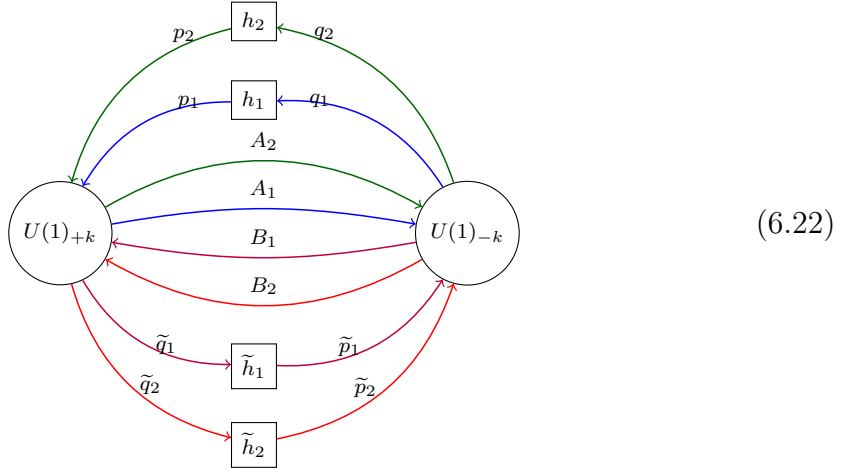 h₂
p₂
q₂
h₁
p₁
q₁
A₂
A₁
U(1)₊ₖ
U(1)₋ₖ
(6.22)
B₁
B₂
q̃₁
p̃₁
h̃₁
q̃₂
p̃₂
h̃₂